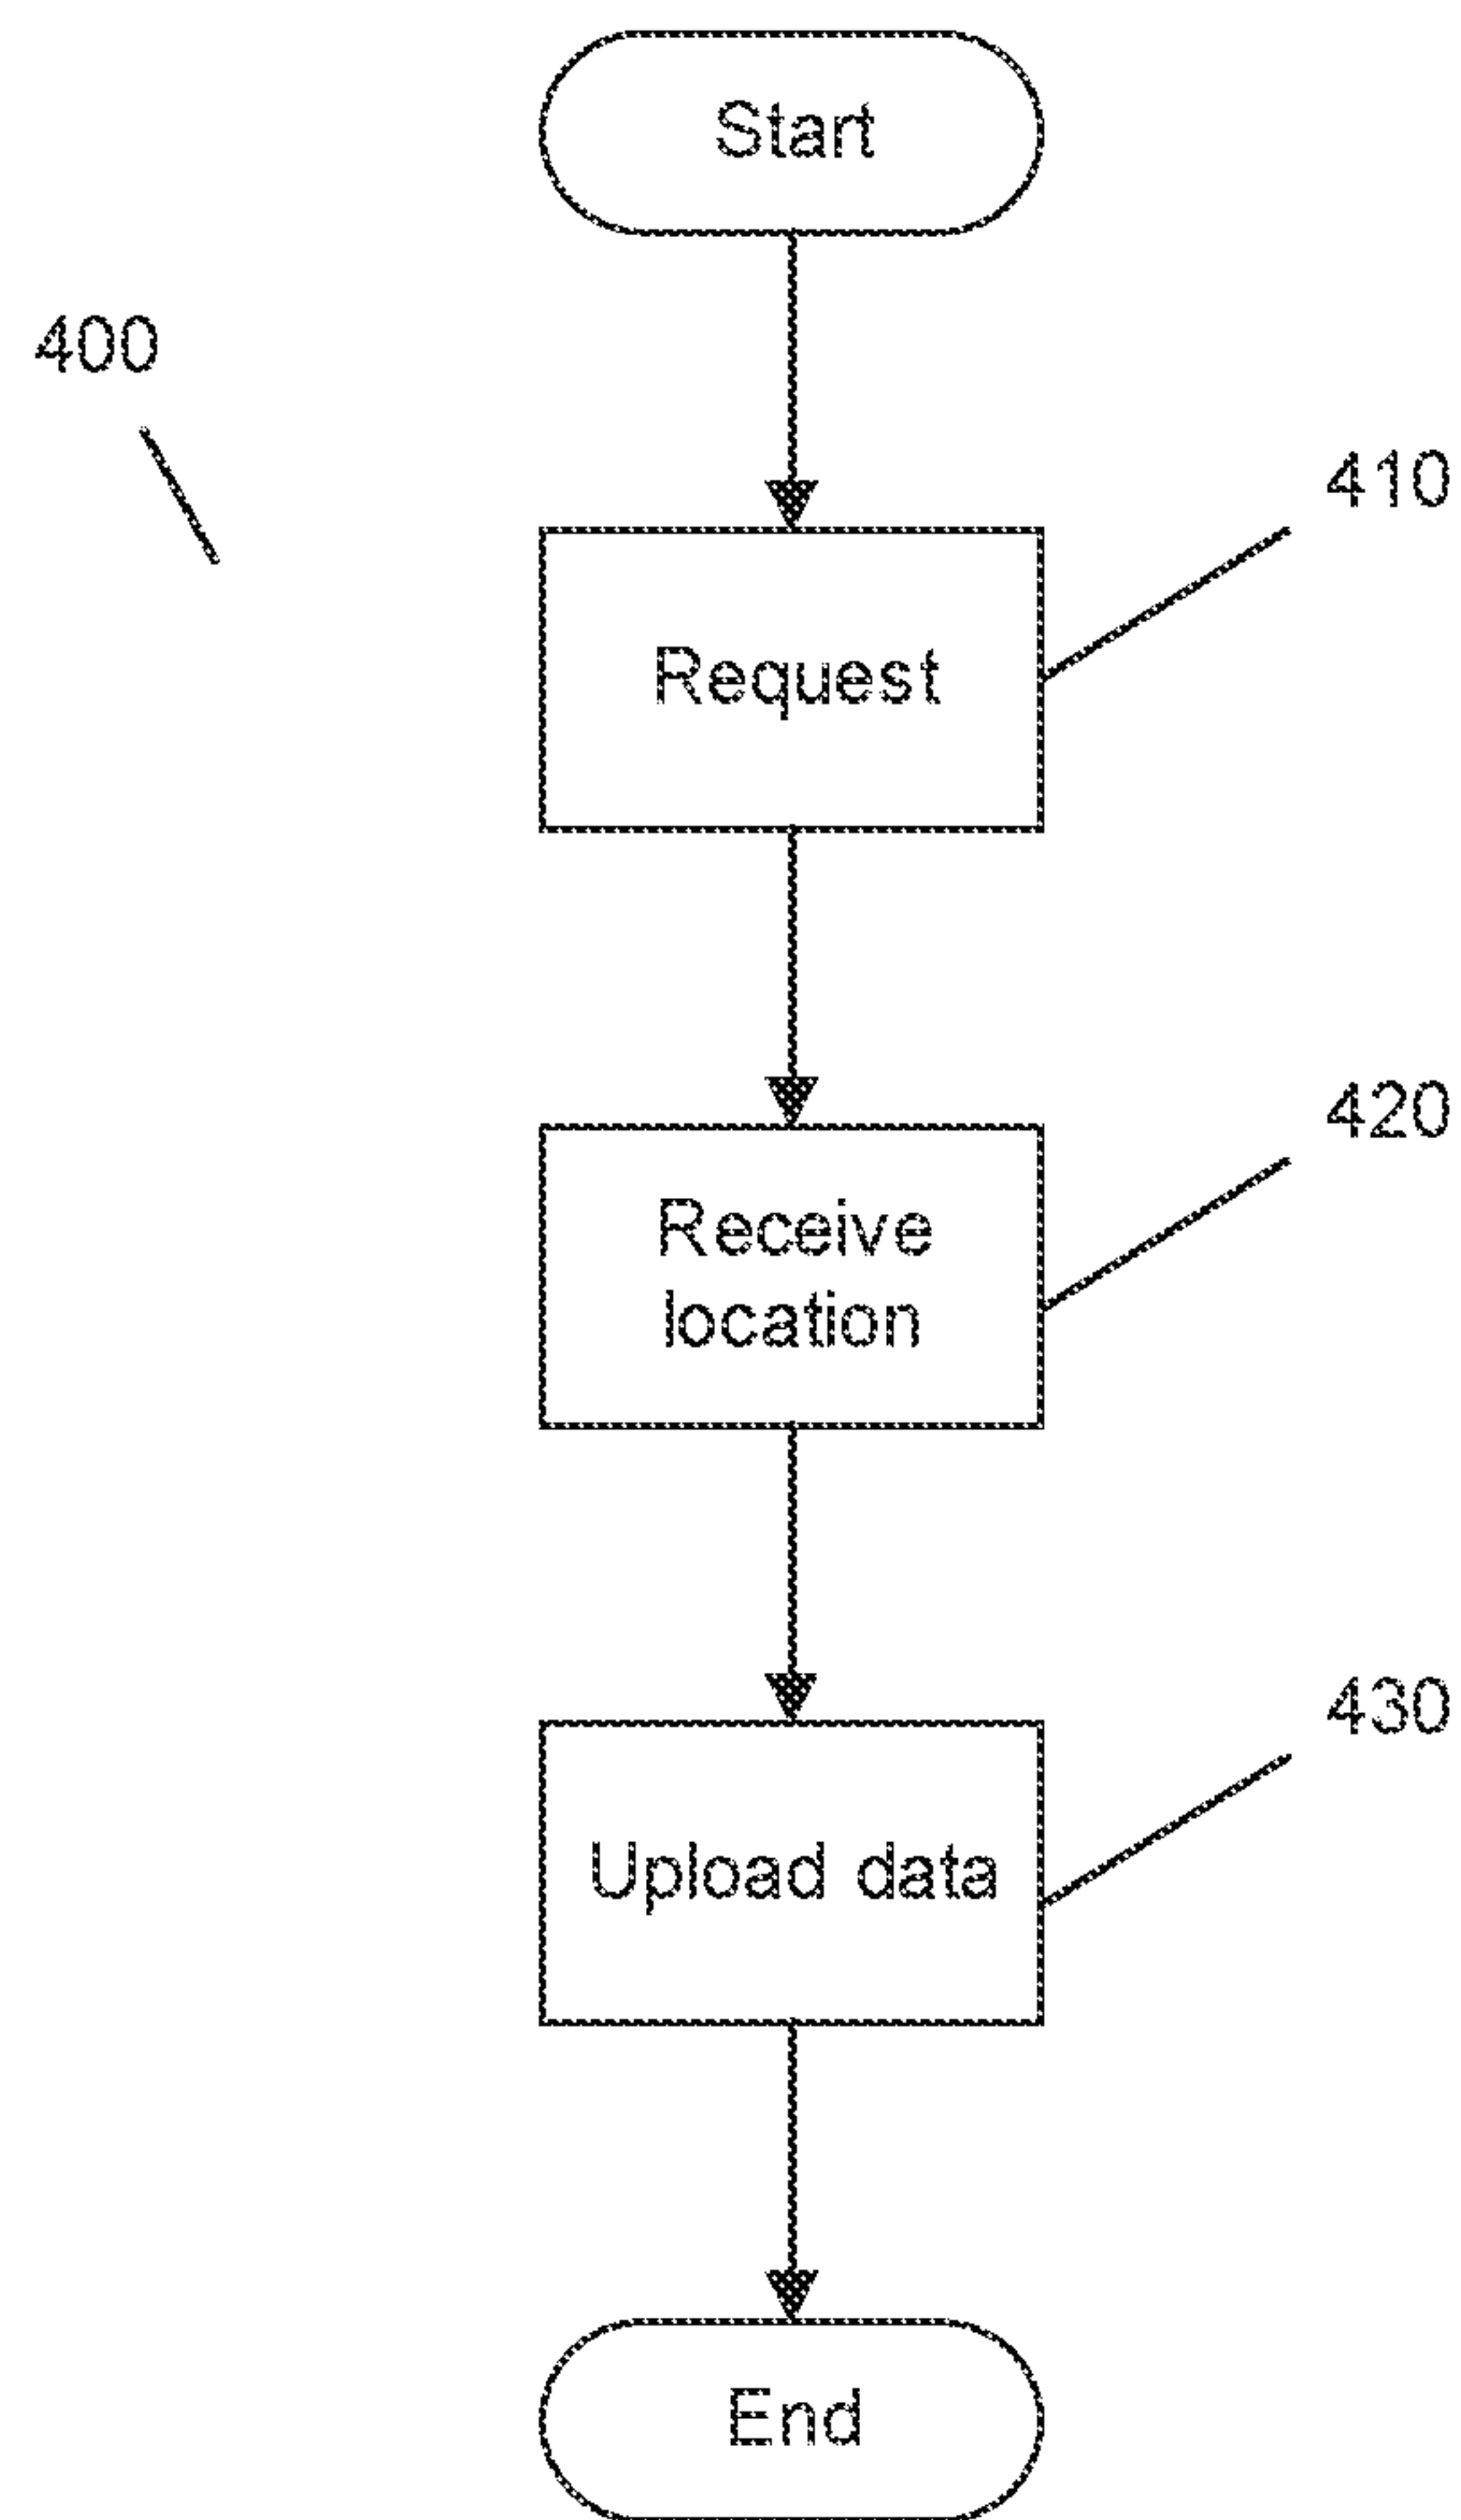 Start
400
410
Request
420
Receive
location
430
Upload data
End